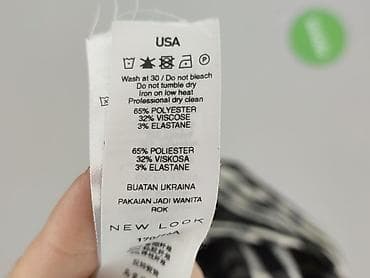 USA
Wash at 30 / Do not bleach
Do not tumble dry
Iron on low heat
Professional dry clean
65% POLYESTER
32% VISCOSE
3% ELASTANE
65% POLIESTER
32% VISKOSA
3% ELASTANE
BUATAN UKRAINA
PAKAIAN JADI WANITA
ROK
NEW LOOK